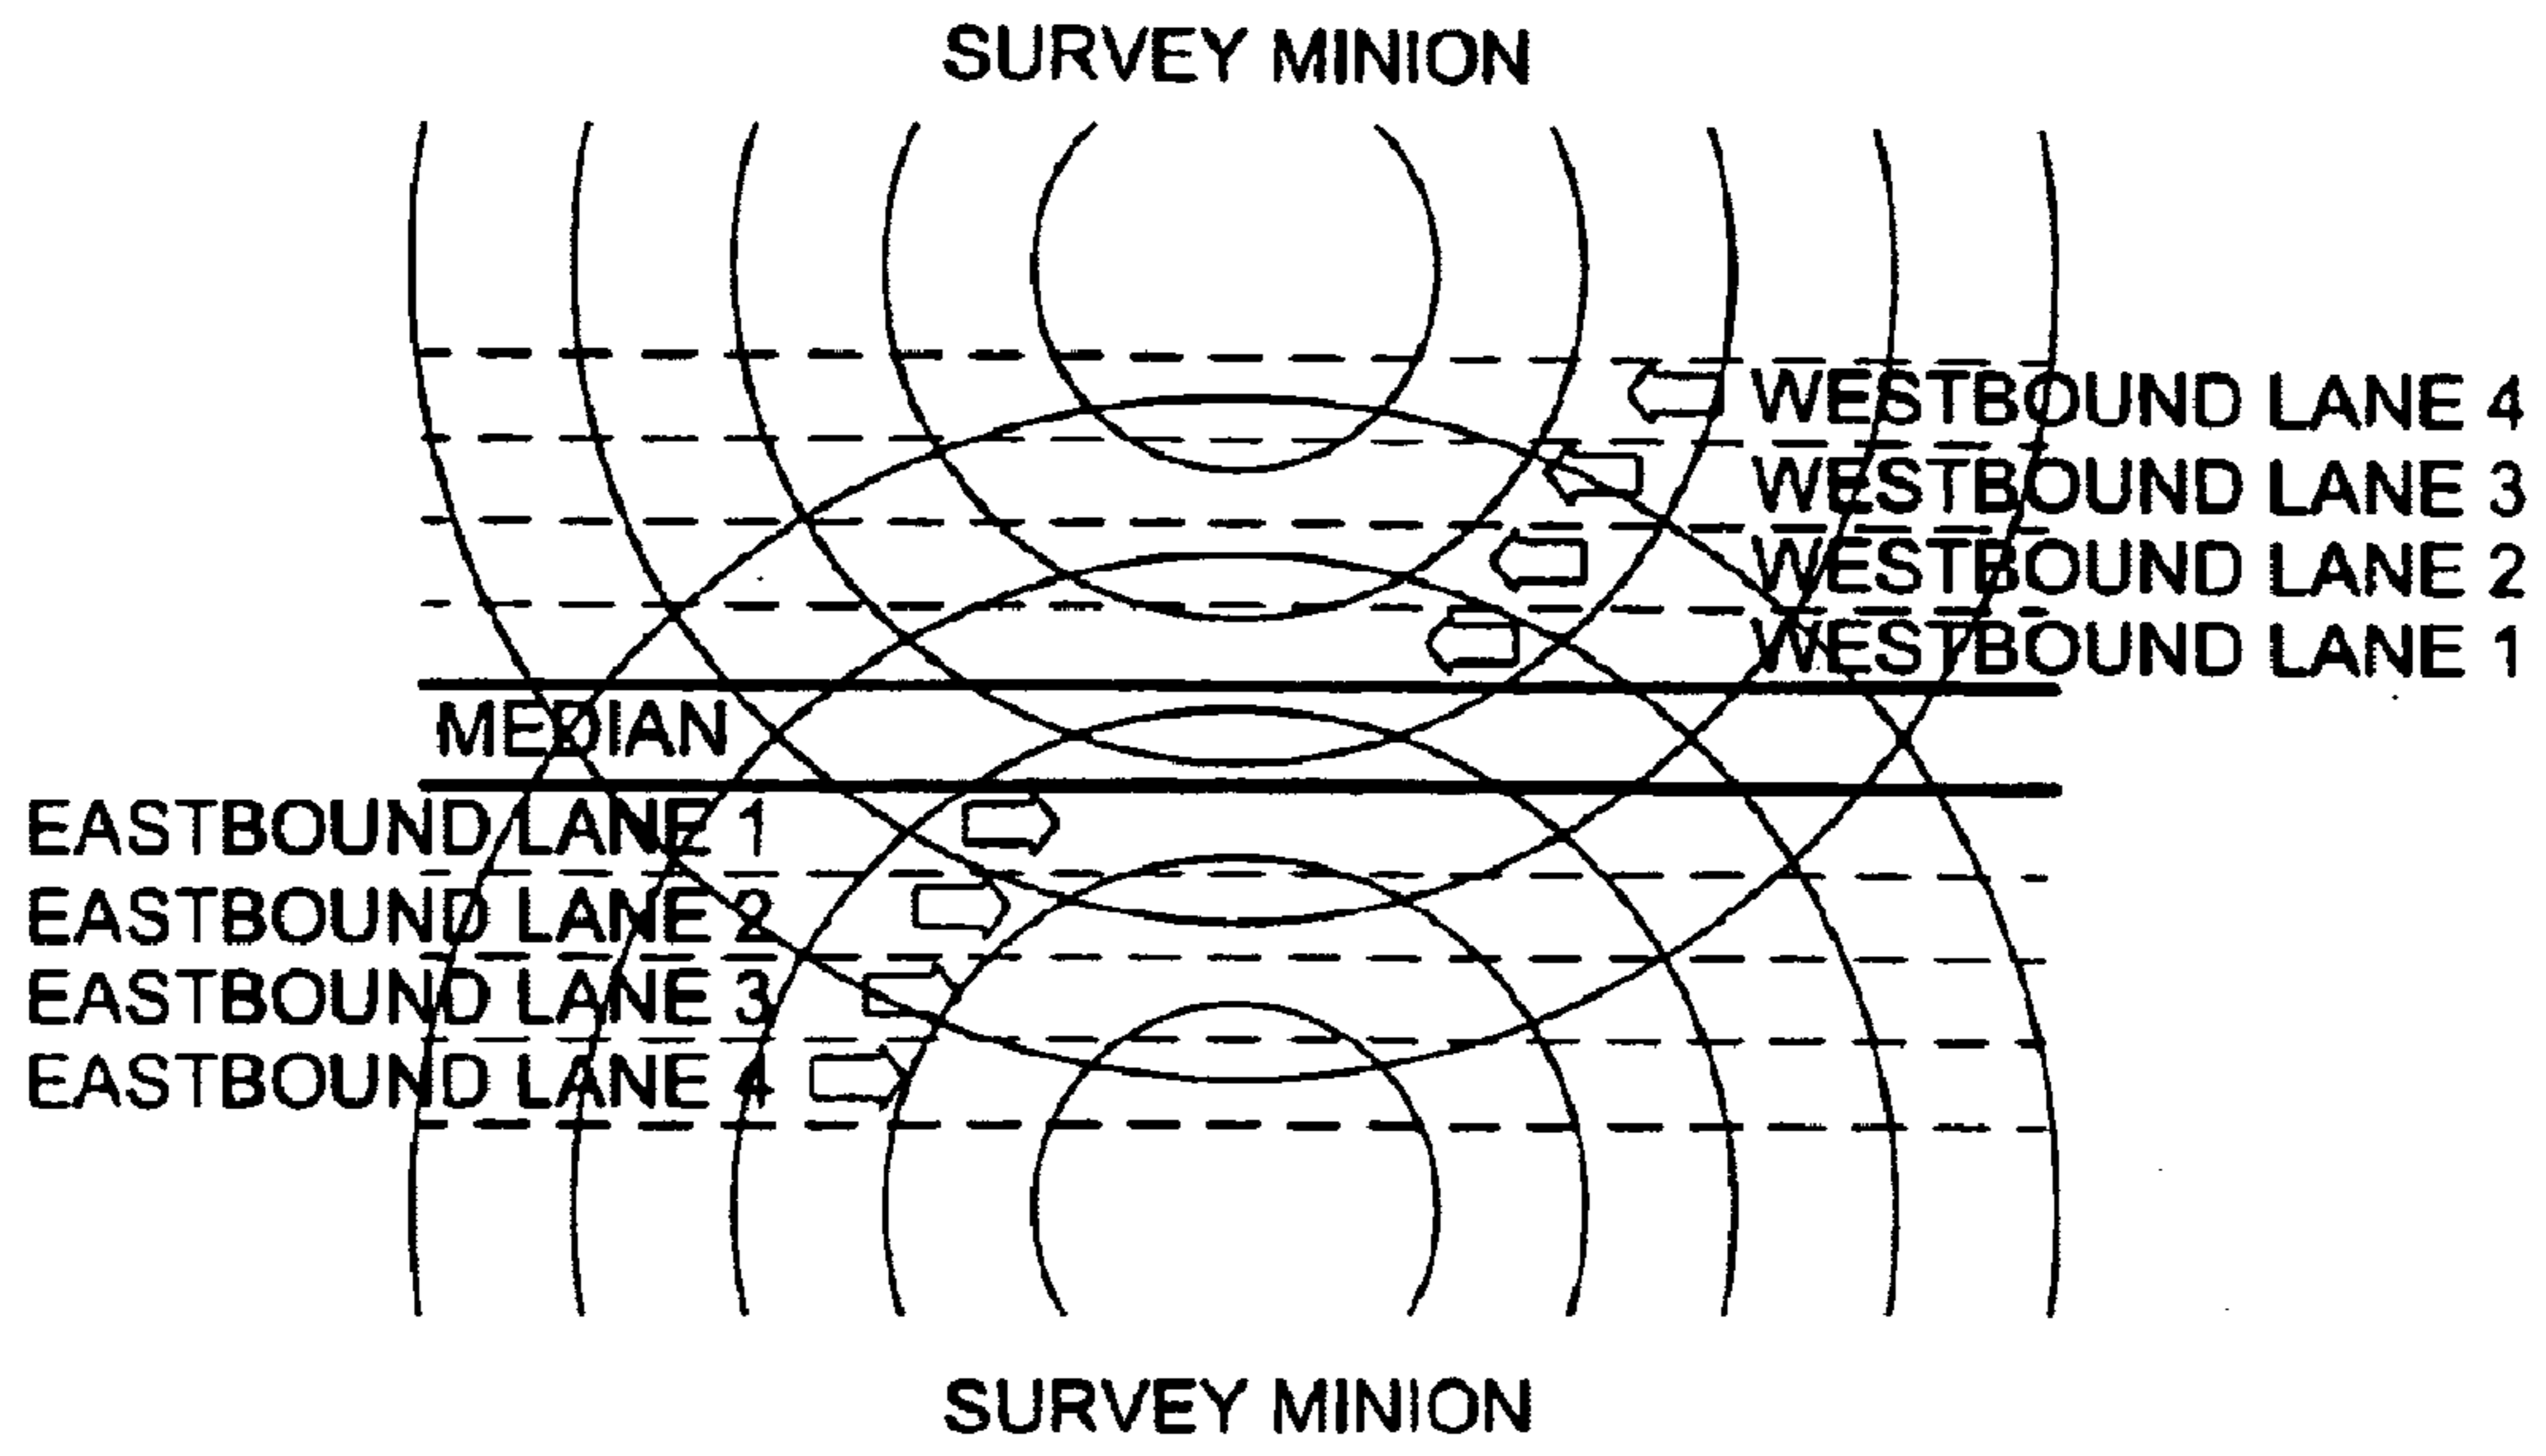 SURVEY MINION
WESTBOUND LANE 4
WESTBOUND LANE 3
WESTBOUND LANE 2
WESTBOUND LANE 1
MEDIAN
EASTBOUND LANE 1
EASTBOUND LANE 2
EASTBOUND LANE 3
EASTBOUND LANE 4
SURVEY MINION